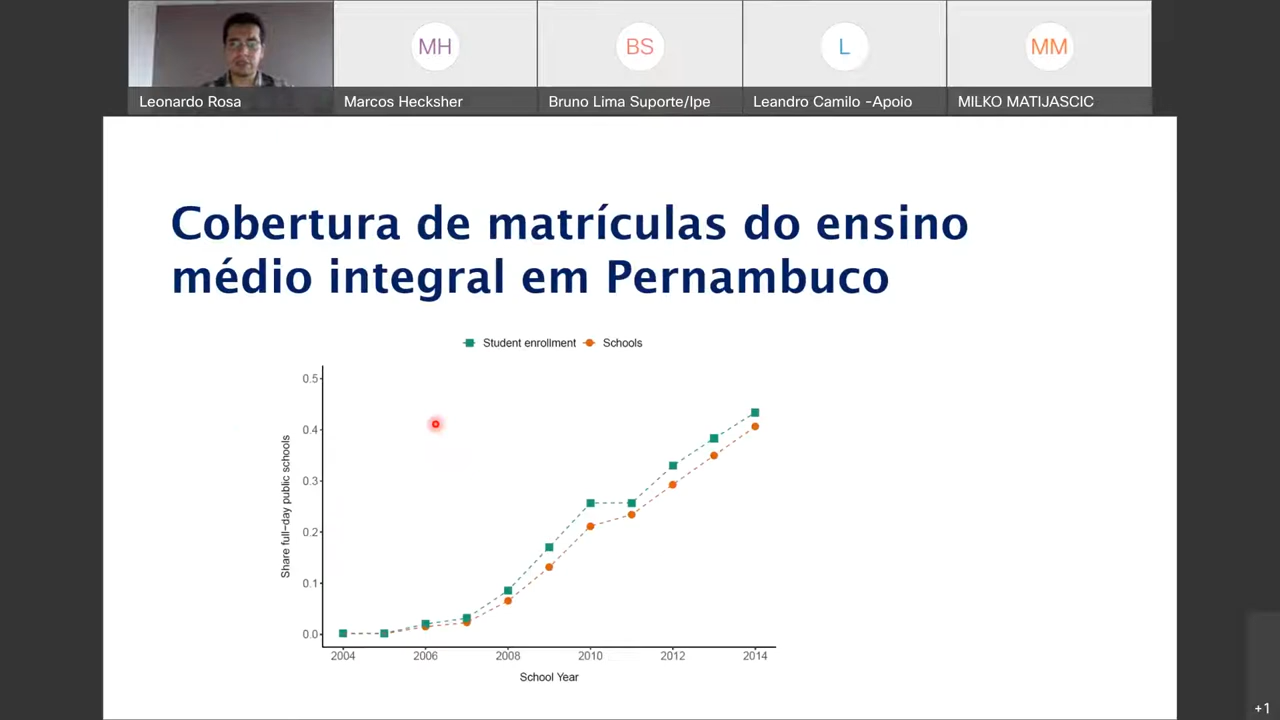 MH
BS
L
MM
Leonardo Rosa
Marcos Hecksher
Bruno Lima Suporte/Ipe
Leandro Camilo -Apoio
MILKO MATIJASCIC
Cobertura de matrículas do ensino
médio integral em Pernambuco
Student enrollment
Schools
0.5
0.4
0.3
0.2
0.1
0.0
Share full-day public schools
2004
2006
2008
2010
2012
2014
School Year
+1